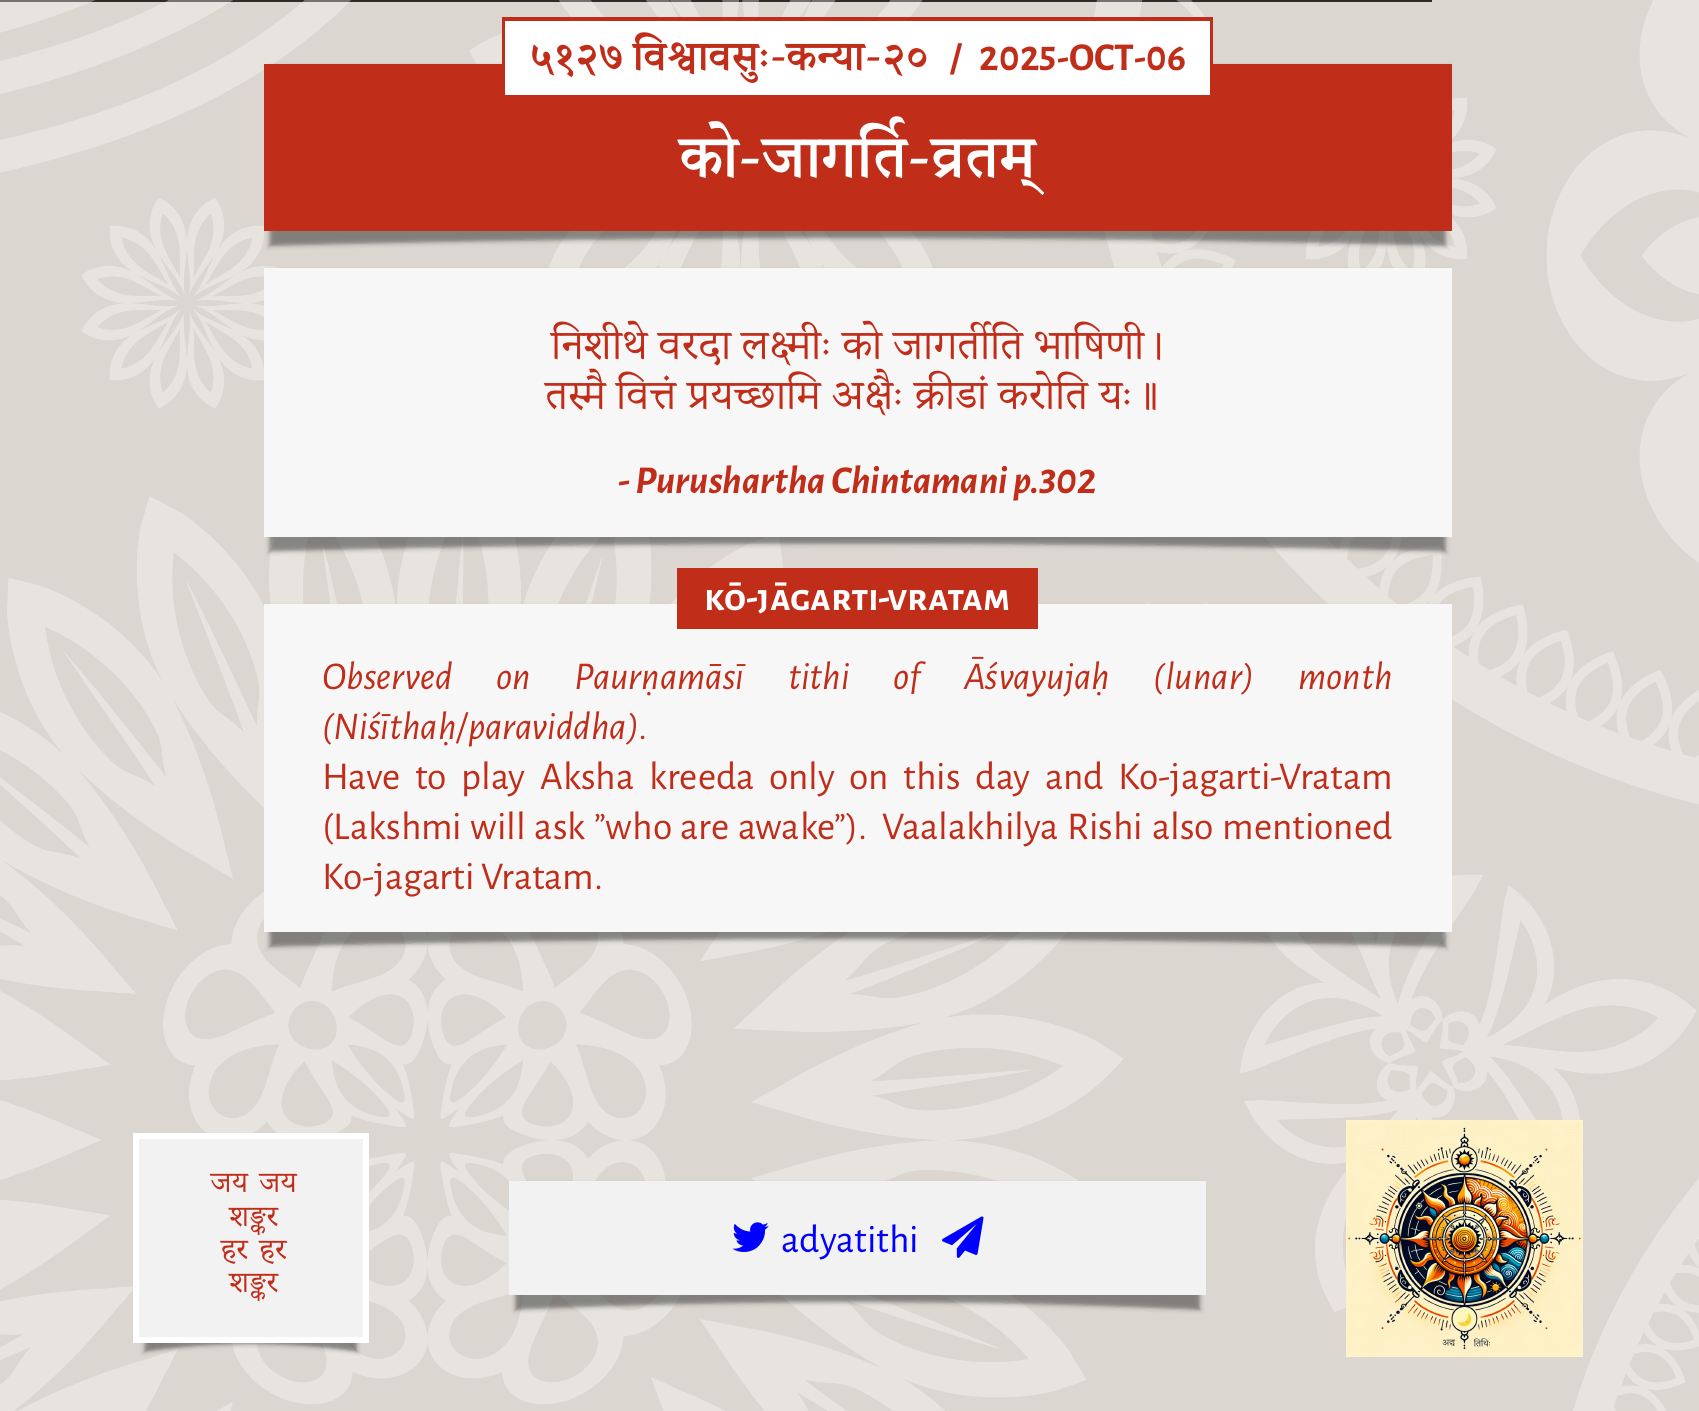 ५१२७ विश्वावसुः-कन्या-२० / 2025-OCT-06
को-जागर्ति-व्रतम्
निशीथे वरदा लक्ष्मीः को जागर्तीति भाषिणी।
तस्मै वित्तं प्रयच्छामि अक्षैः क्रीडां करोति यः॥
- Purushartha Chintamani p.302
KŌ-JĀGARTI-VRATAM
Observed on Paurṇamāsī tithi of Āśvayujaḥ (lunar) month
(Niśīthaḥ/paraviddha).
Have to play Aksha kreeda only on this day and Ko-jagarti-Vratam
(Lakshmi will ask ”who are awake”). Vaalakhilya Rishi also mentioned
Ko-jagarti Vratam.
जय जय
शङ्कर
हर हर
शङ्कर
adyatithi
अद्य तिथिः